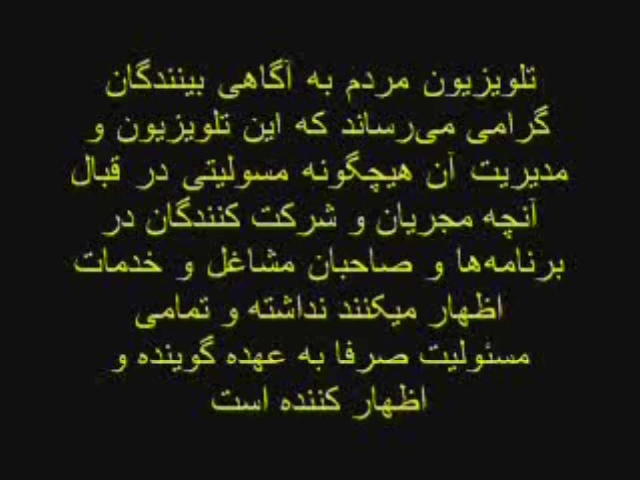 تلویزیون مردم به آگاهی بینندگان
گرامی می‌رساند که این تلویزیون و
مدیریت آن هیچگونه مسولیتی در قبال
آنچه مجریان و شرکت کنندگان در
برنامه‌ها و صاحبان مشاغل و خدمات
اظهار میکنند نداشته و تمامی
مسئولیت صرفا به عهده گوینده و
اظهار کننده است